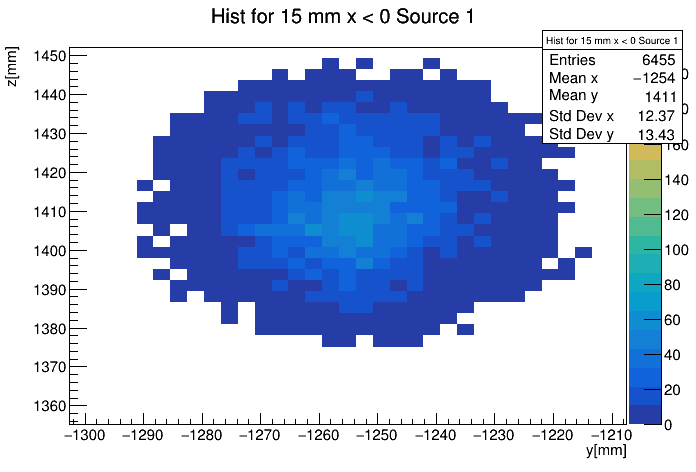 Hist for 15 mm x < 0 Source 1
Hist for 15 mm x < 0 Source 1
Entries 6455
Mean x −1254
Mean y 1411
Std Dev x 12.37
Std Dev y 13.43
z[mm]
1450
1440
1430
1420
1410
1400
1390
1380
1370
1360
−1300 −1290 −1280 −1270 −1260 −1250 −1240 −1230 −1220 −1210
y[mm]
160
140
120
100
80
60
40
20
0